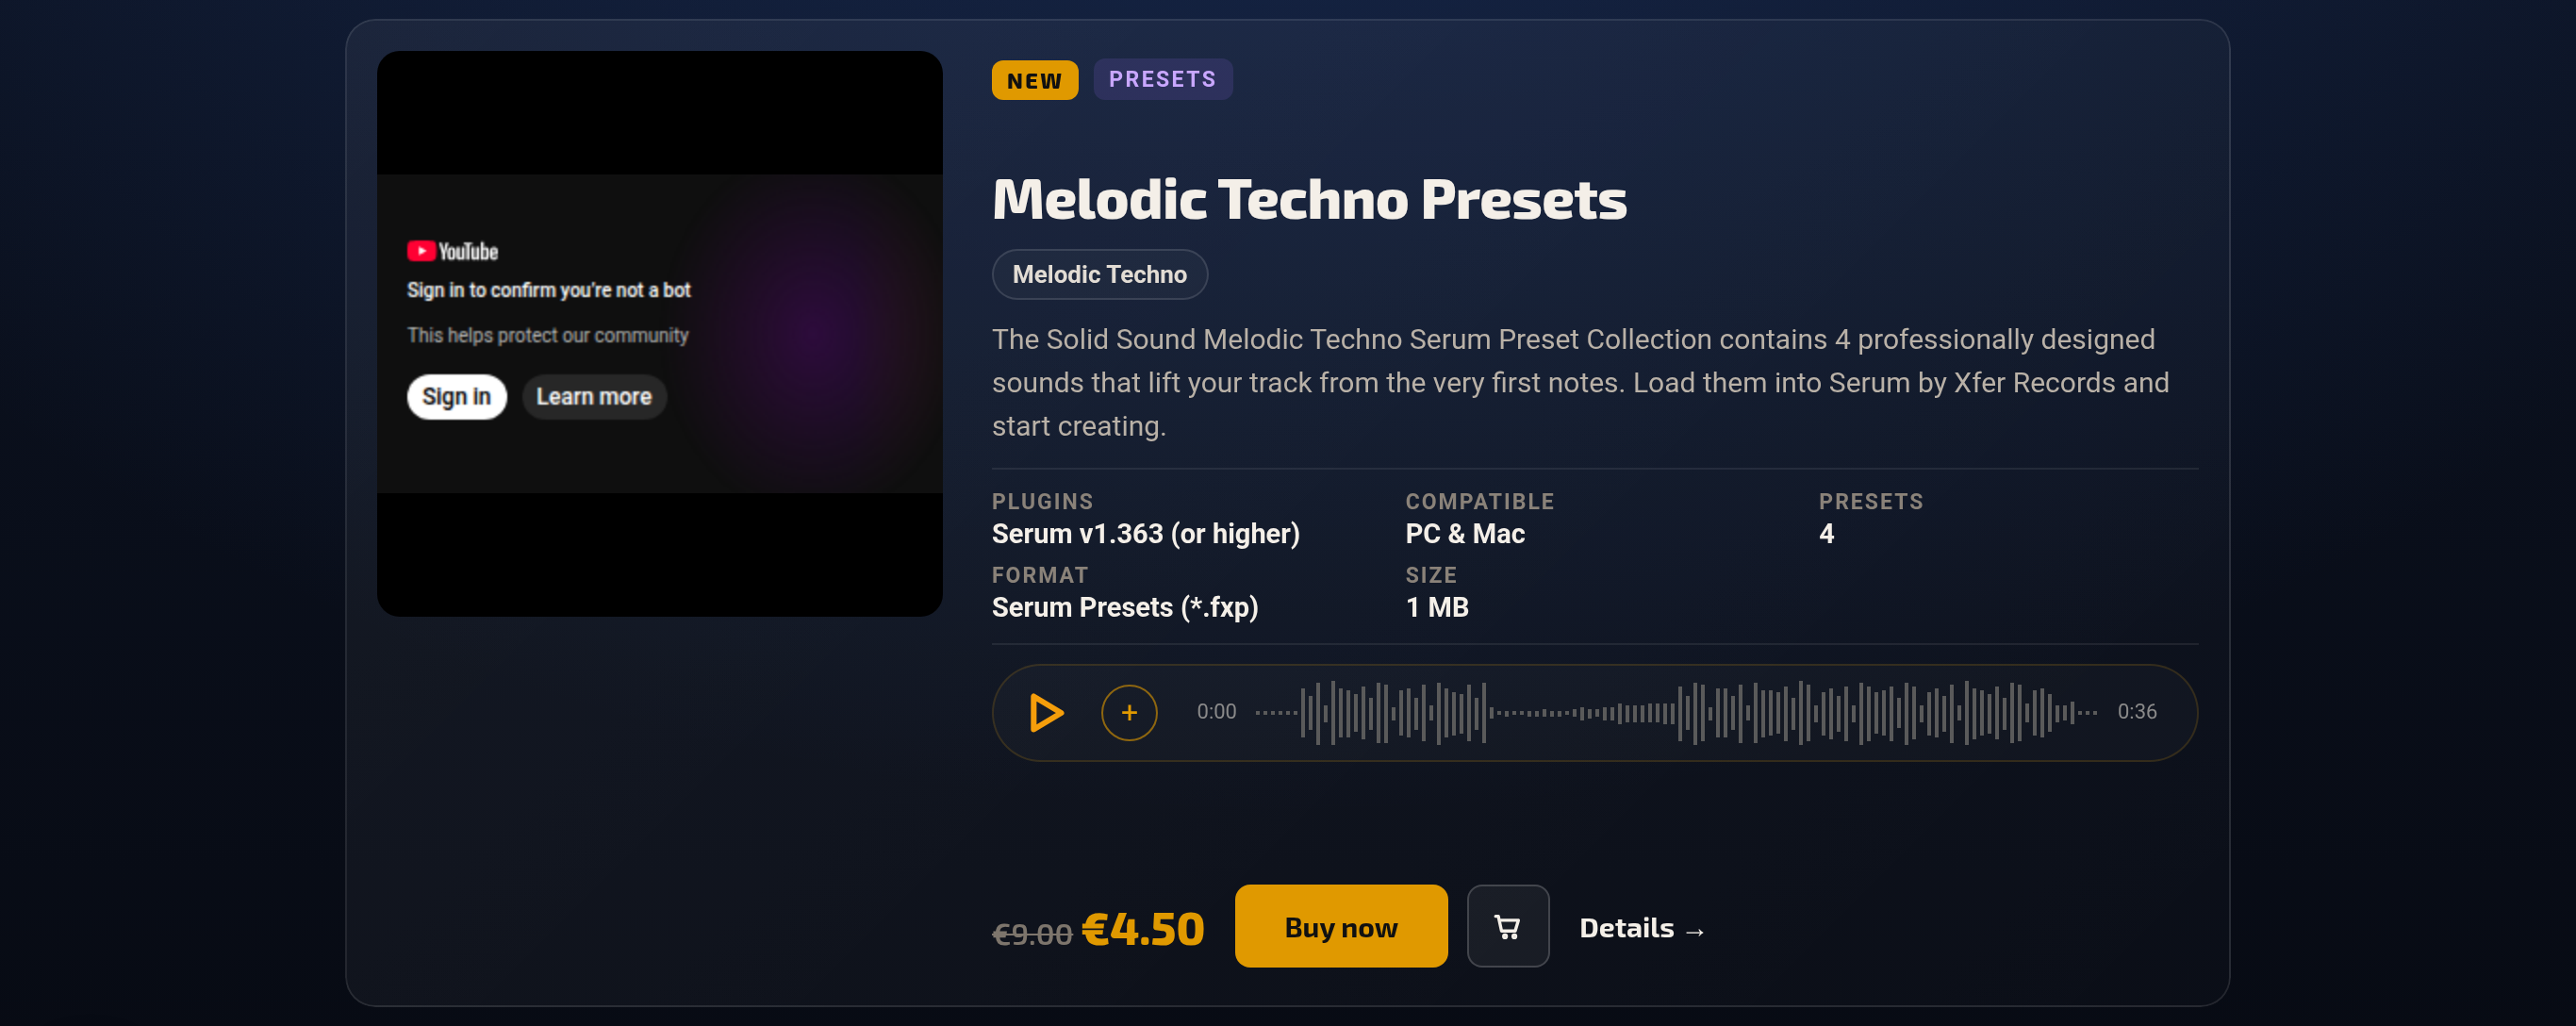 YouTube
Sign in to confirm you're not a bot
This helps protect our community
Sign in Learn more
NEW PRESETS
Melodic Techno Presets
Melodic Techno
The Solid Sound Melodic Techno Serum Preset Collection contains 4 professionally designed
sounds that lift your track from the very first notes. Load them into Serum by Xfer Records and
start creating.
PLUGINS COMPATIBLE PRESETS
Serum v1.363 (or higher) PC & Mac 4
FORMAT SIZE
Serum Presets (*.fxp) 1 MB
+ 0:00 0:36
€9.00 €4.50 Buy now Details →